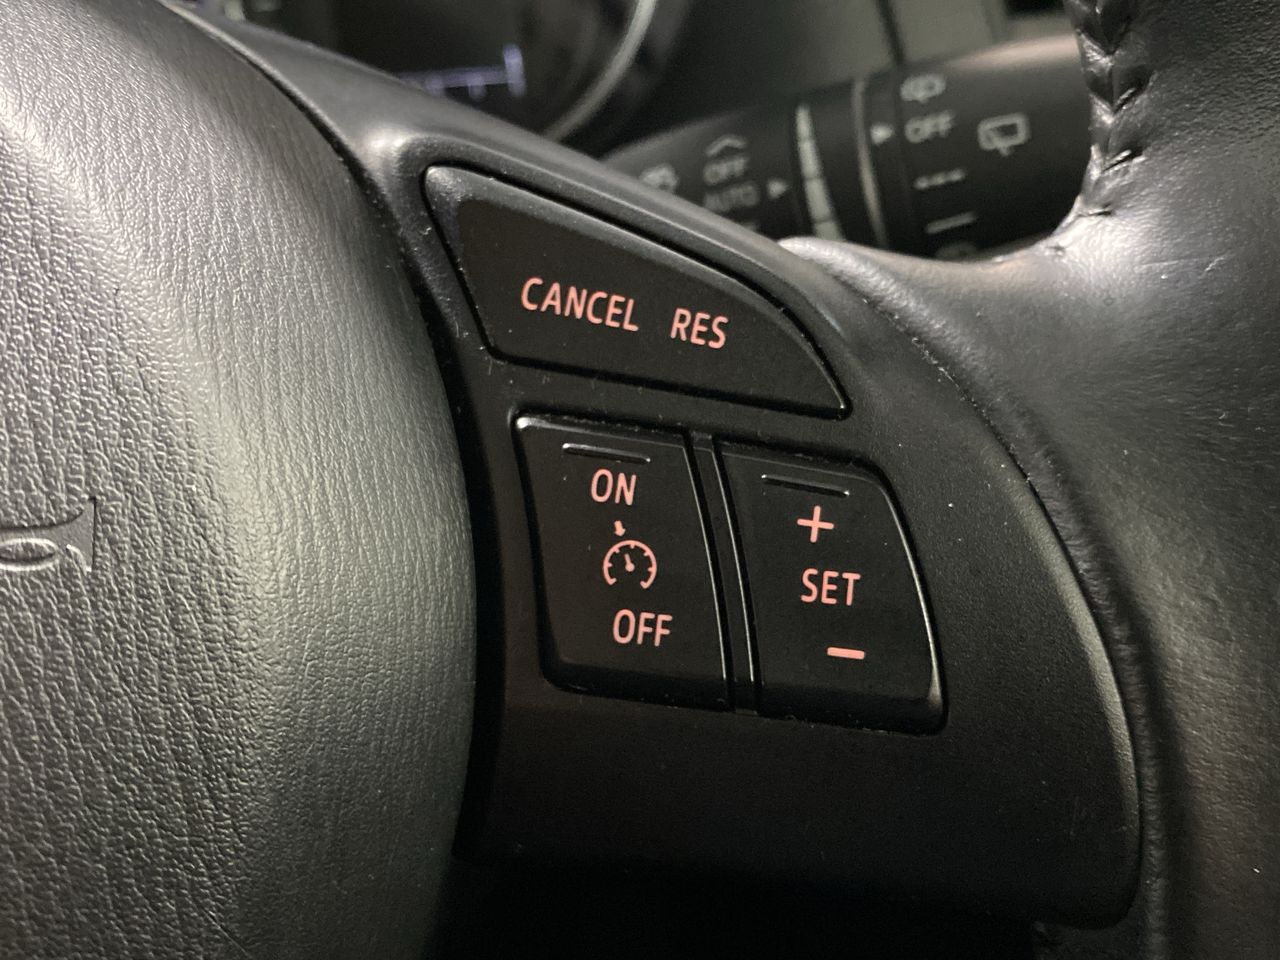 OFF
OFF
AUTO
CANCEL RES
ON
+
SET
OFF
−